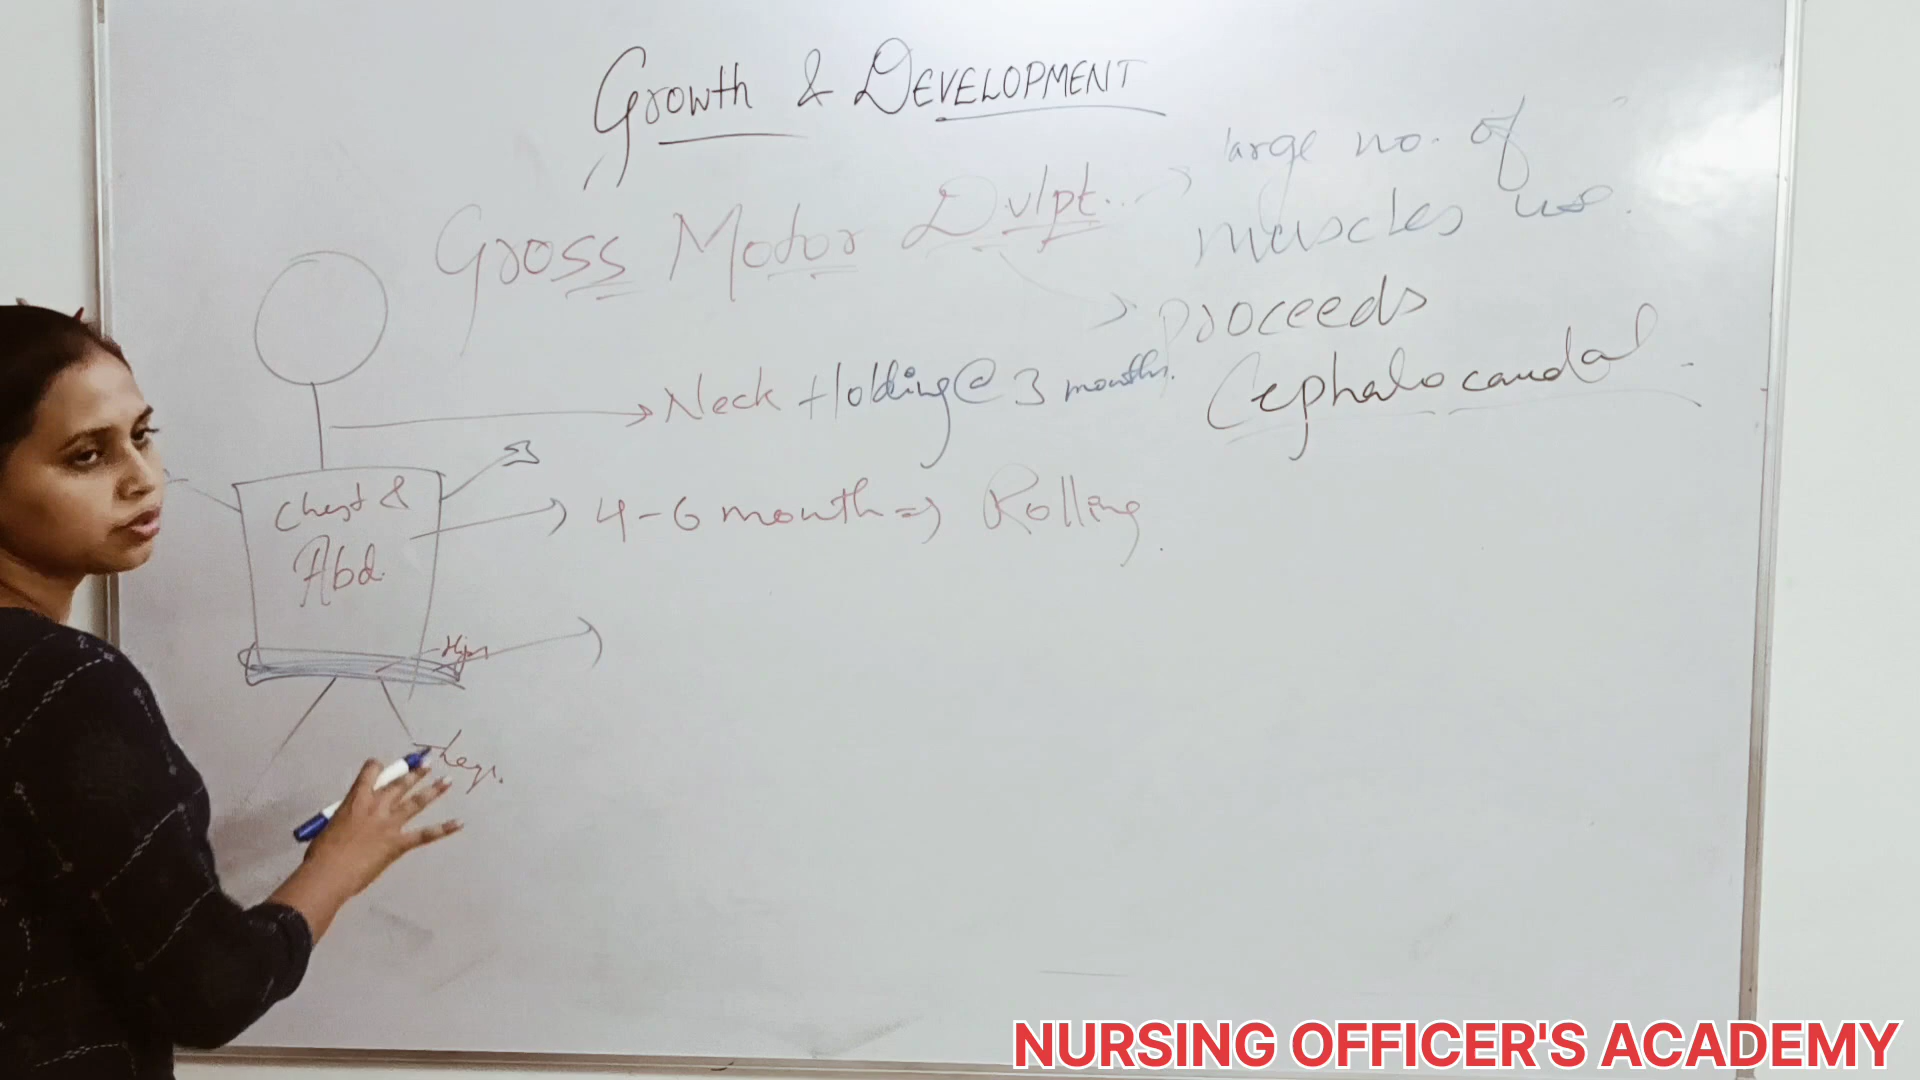 Growth & DEVELOPMENT
Gross Motor Dvlpt.
large no. of
muscles use.
proceeds
Cephalocaudal
Neck Holding @ 3 months.
Chest &
Abd.
4-6 month => Rolling.
Hips
Legs.
NURSING OFFICER'S ACADEMY